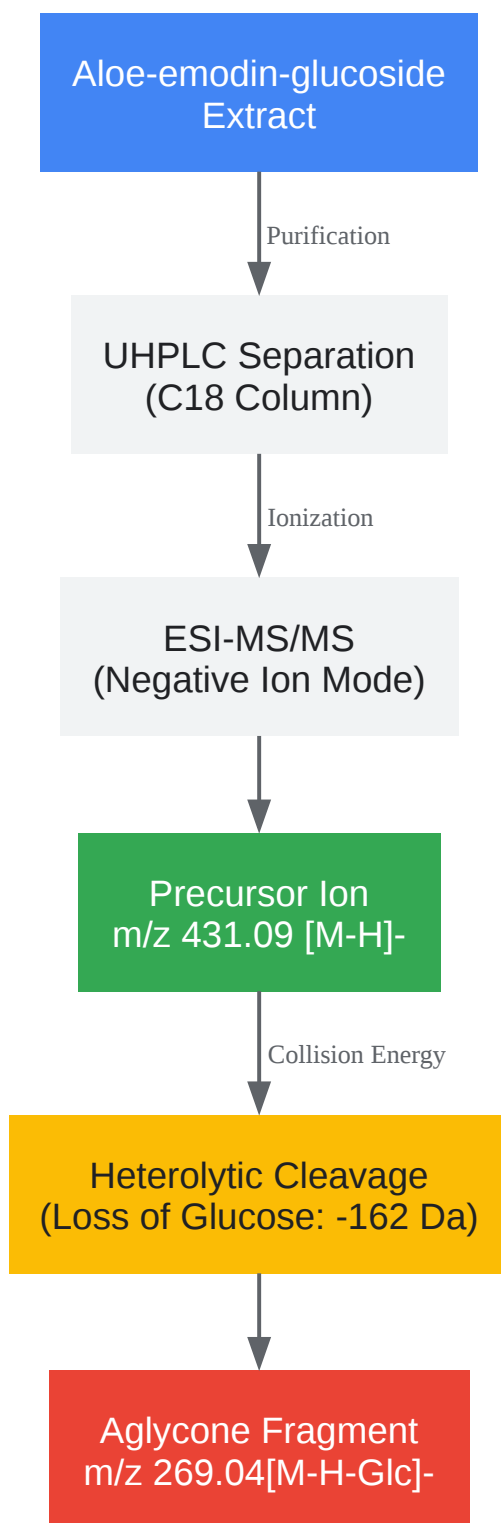 Aloe-emodin-glucoside
Extract
Purification
UHPLC Separation
(C18 Column)
Ionization
ESI-MS/MS
(Negative Ion Mode)
Precursor Ion
m/z 431.09 [M-H]-
Collision Energy
Heterolytic Cleavage
(Loss of Glucose: -162 Da)
Aglycone Fragment
m/z 269.04[M-H-Glc]-